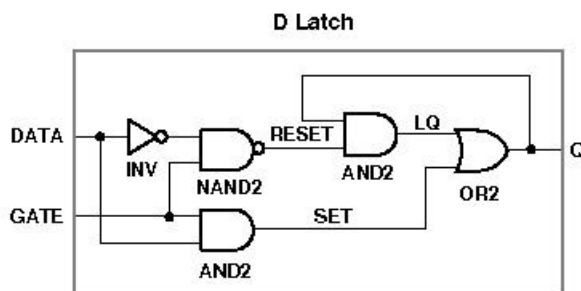 D Latch
DATA
INV
NAND2
RESET
AND2
LQ
OR2
Q
GATE
AND2
SET